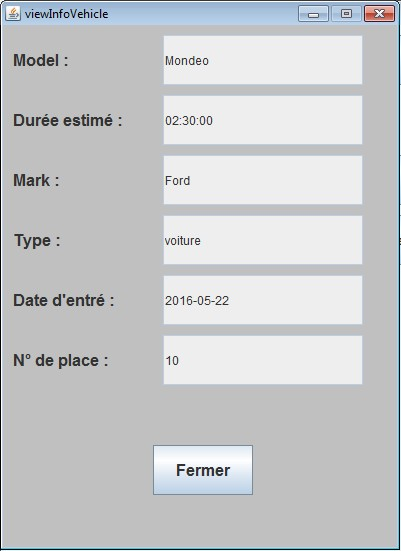 viewInfoVehicle
Model : Mondeo
Durée estimé : 02:30:00
Mark : Ford
Type : voiture
Date d'entré : 2016-05-22
N° de place : 10
Fermer